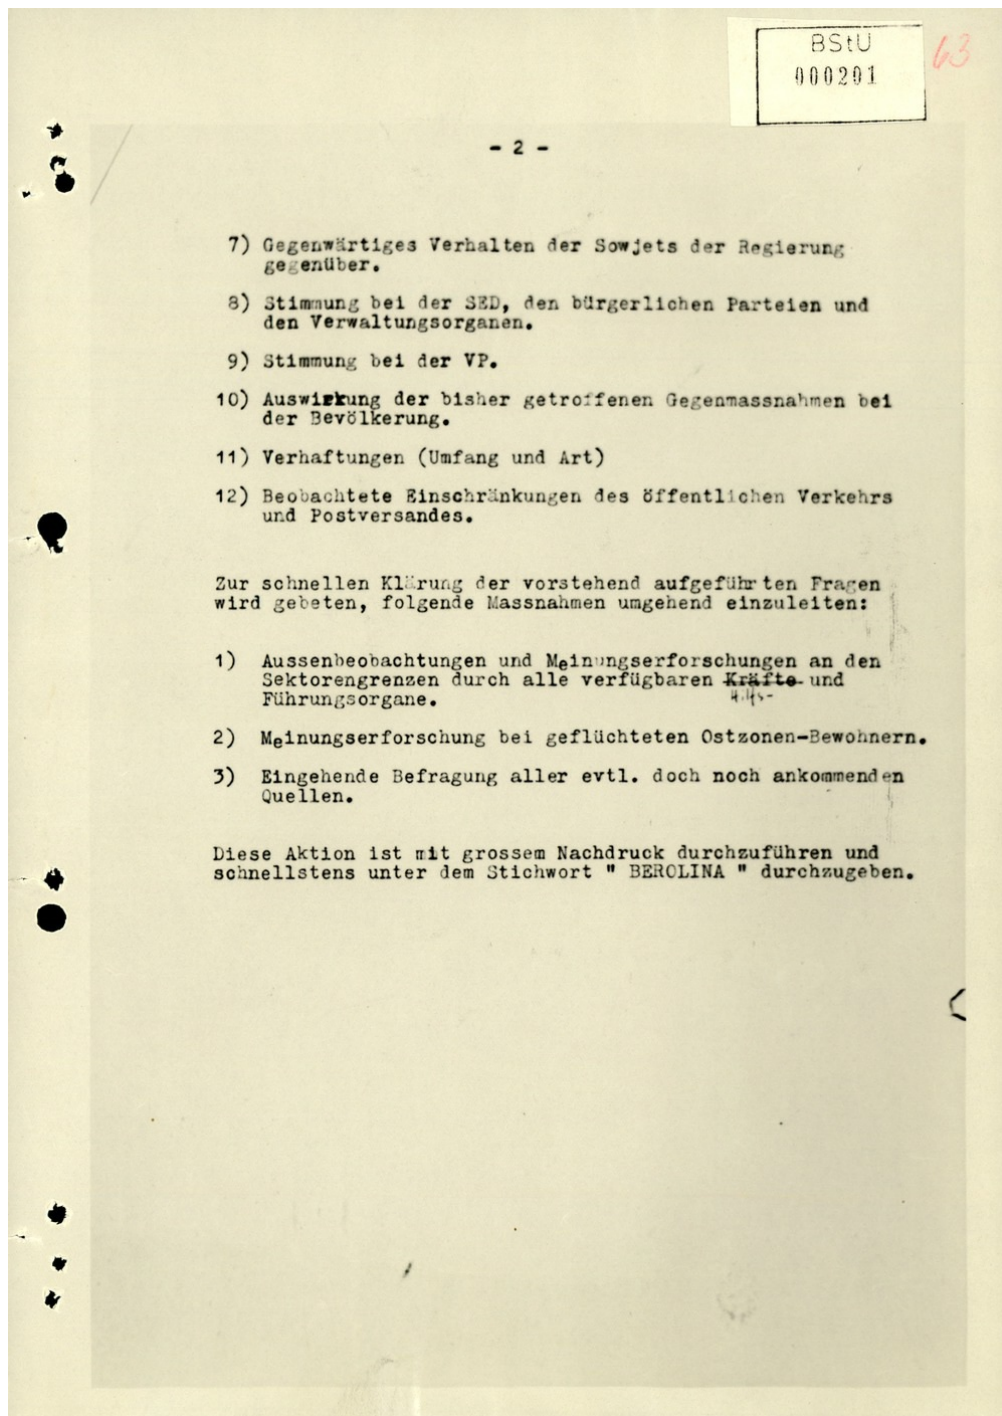 BStU
000201
63
- 2 -
7) Gegenwärtiges Verhalten der Sowjets der Regierung
gegenüber.
8) Stimmung bei der SED, den bürgerlichen Parteien und
den Verwaltungsorganen.
9) Stimmung bei der VP.
10) Auswirkung der bisher getroffenen Gegenmassnahmen bei
der Bevölkerung.
11) Verhaftungen (Umfang und Art)
12) Beobachtete Einschränkungen des öffentlichen Verkehrs
und Postversandes.
Zur schnellen Klärung der vorstehend aufgeführten Fragen
wird gebeten, folgende Massnahmen umgehend einzuleiten:
1) Aussenbeobachtungen und Meinungserforschungen an den
Sektorengrenzen durch alle verfügbaren Kräfte und
Hilfs-
Führungsorgane.
2) Meinungserforschung bei geflüchteten Ostzonen-Bewohnern.
3) Eingehende Befragung aller evtl. doch noch ankommenden
Quellen.
Diese Aktion ist mit grossem Nachdruck durchzuführen und
schnellstens unter dem Stichwort " BEROLINA " durchzugeben.